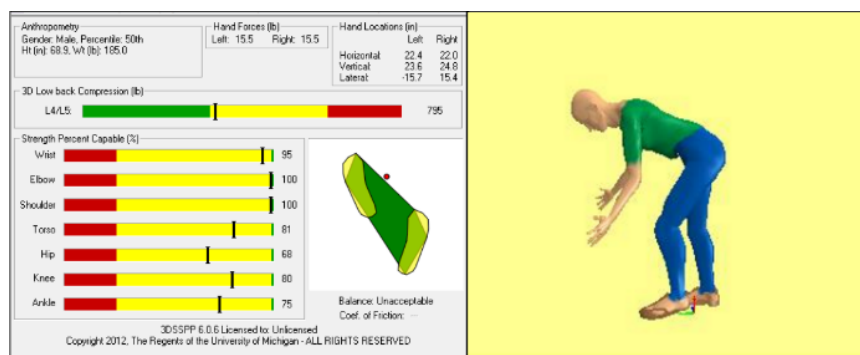 Anthropometry
Gender: Male, Percentile: 50th
Ht (in): 68.9, Wt (lb): 185.0
Hand Forces (lb)
Left: 15.5 Right: 15.5
Hand Locations (in)
Left Right
Horizontal: 22.4 22.0
Vertical: 23.6 24.8
Lateral: -15.7 15.4
3D Low back Compression (lb)
L4/L5: 795
Strength Percent Capable (%)
Wrist 95
Elbow 100
Shoulder 100
Torso 81
Hip 68
Knee 80
Ankle 75
Balance: Unacceptable
Coef. of Friction: ---
3DSSPP 6.0.6 Licensed to: Unlicensed
Copyright 2012, The Regents of the University of Michigan - ALL RIGHTS RESERVED